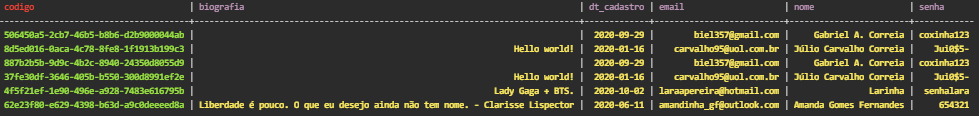 codigo | biografia | dt_cadastro | email | nome | senha
506450a5-2cb7-46b5-b8b6-d2b9000044ab | | 2020-09-29 | biel357@gmail.com | Gabriel A. Correia | coxinha123
8d5ed016-0aca-4c78-8fe8-1f1913b199c3 | Hello world! | 2020-01-16 | carvalho95@uol.com.br | Júlio Carvalho Correia | Jui0$5-
887b2b5b-9d9c-4b2c-8940-24350d8055d9 | | 2020-09-29 | biel357@gmail.com | Gabriel A. Correia | coxinha123
37fe30df-3646-405b-b550-300d8991ef2e | Hello world! | 2020-01-16 | carvalho95@uol.com.br | Júlio Carvalho Correia | Jui0$5-
4f5f21ef-1e90-496e-a928-7483e616795b | Lady Gaga + BTS. | 2020-10-02 | laraapereira@hotmail.com | Larinha | senhalara
62e23f80-e629-4398-b63d-a9c0deeeed8a | Liberdade é pouco. O que eu desejo ainda não tem nome. - Clarisse Lispector | 2020-06-11 | amandinha_gf@outlook.com | Amanda Gomes Fernandes | 654321